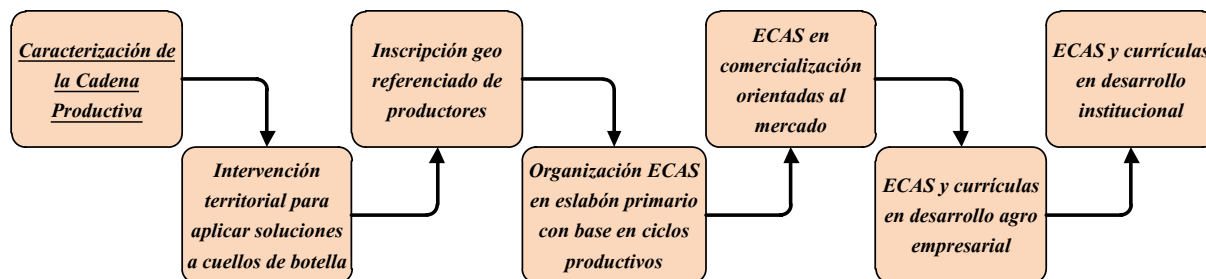 Caracterización de
la Cadena
Productiva
Intervención
territorial para
aplicar soluciones
a cuellos de botella
Inscripción geo
referenciado de
productores
Organización ECAS
en eslabón primario
con base en ciclos
productivos
ECAS en
comercialización
orientadas al
mercado
ECAS y currículas
en desarrollo agro
empresarial
ECAS y currículas
en desarrollo
institucional